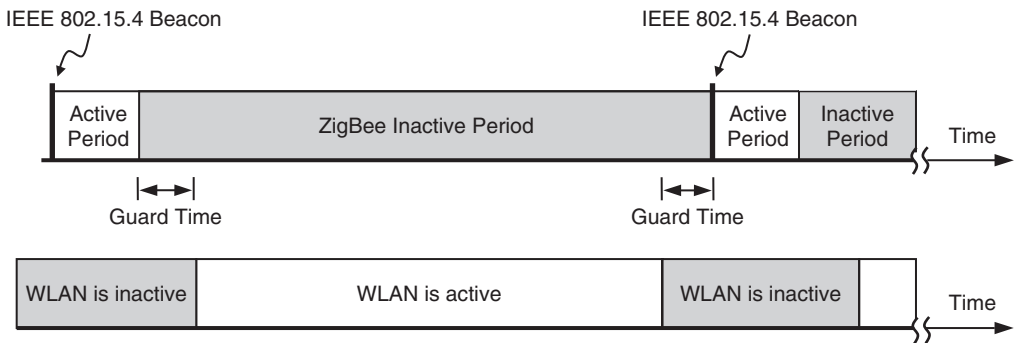 IEEE 802.15.4 Beacon
IEEE 802.15.4 Beacon
Active
Period
ZigBee Inactive Period
Active
Period
Inactive
Period
Time
Guard Time
Guard Time
WLAN is inactive
WLAN is active
WLAN is inactive
Time